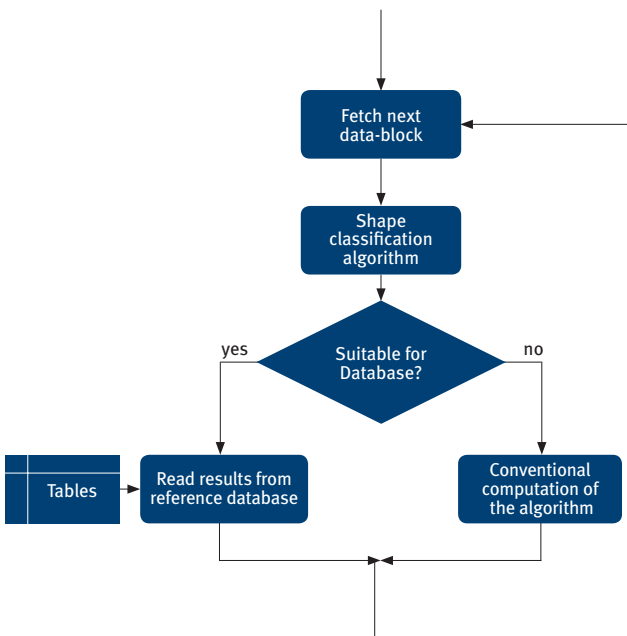 Fetch next
data-block
Shape
classification
algorithm
yes
Suitable for
Database?
no
Tables
Read results from
reference database
Conventional
computation of
the algorithm